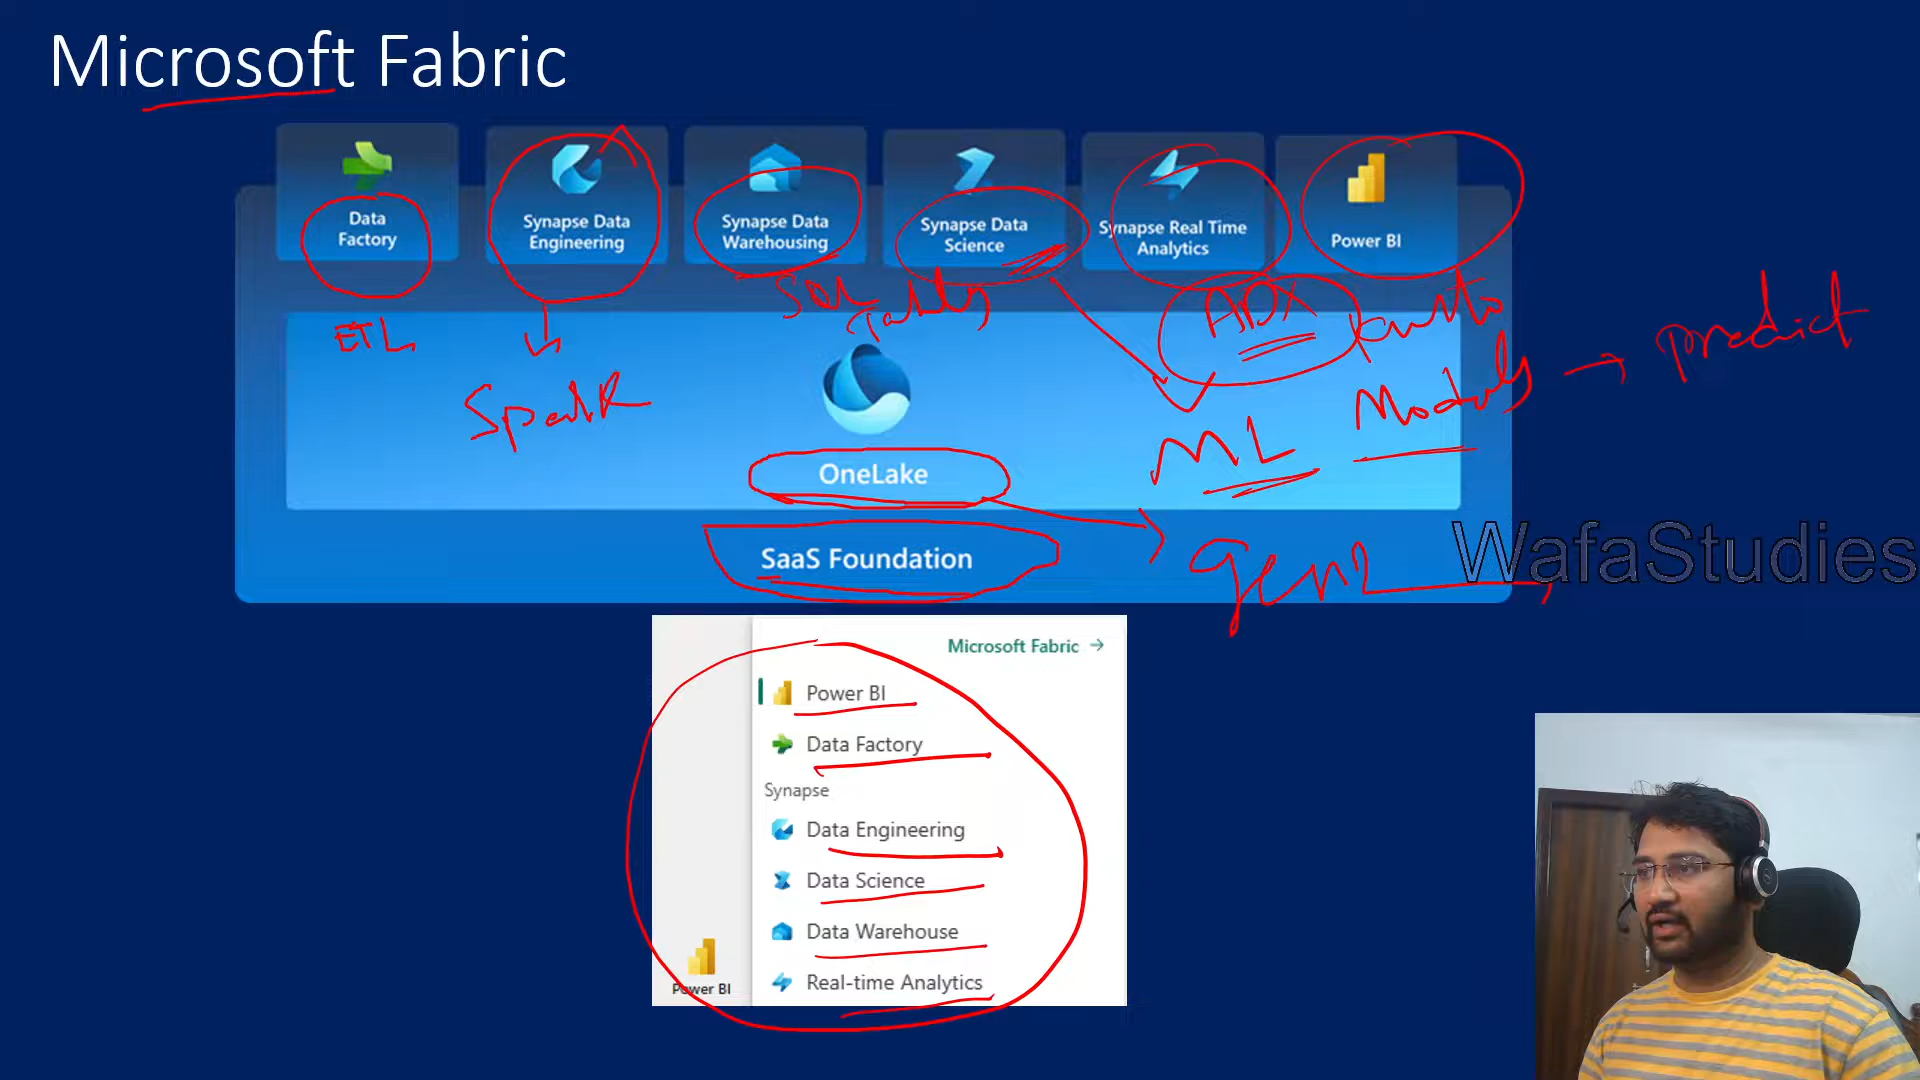 Microsoft Fabric
Data
Factory
Synapse Data
Engineering
Synapse Data
Warehousing
Synapse Data
Science
Synapse Real Time
Analytics
Power BI
ETL
Spark
SQL
Tables
ADX
ML
Models → predict
OneLake
SaaS Foundation
gen2
WafaStudies
Microsoft Fabric →
Power BI
Data Factory
Synapse
Data Engineering
Data Science
Data Warehouse
Real-time Analytics
Power BI